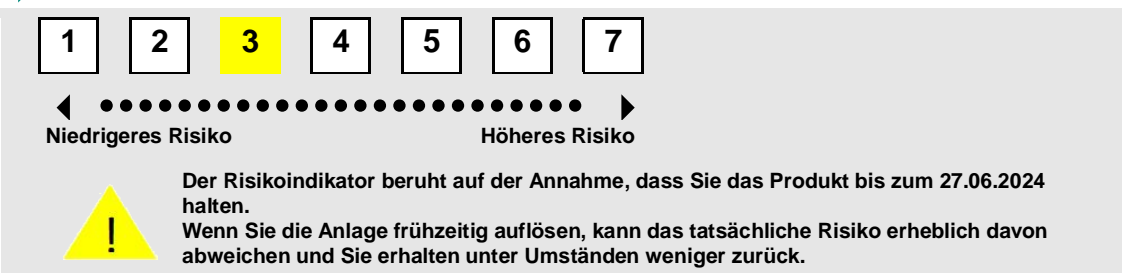 1 2 3 4 5 6 7
Niedrigeres Risiko Höheres Risiko
Der Risikoindikator beruht auf der Annahme, dass Sie das Produkt bis zum 27.06.2024
halten.
Wenn Sie die Anlage frühzeitig auflösen, kann das tatsächliche Risiko erheblich davon
abweichen und Sie erhalten unter Umständen weniger zurück.
!